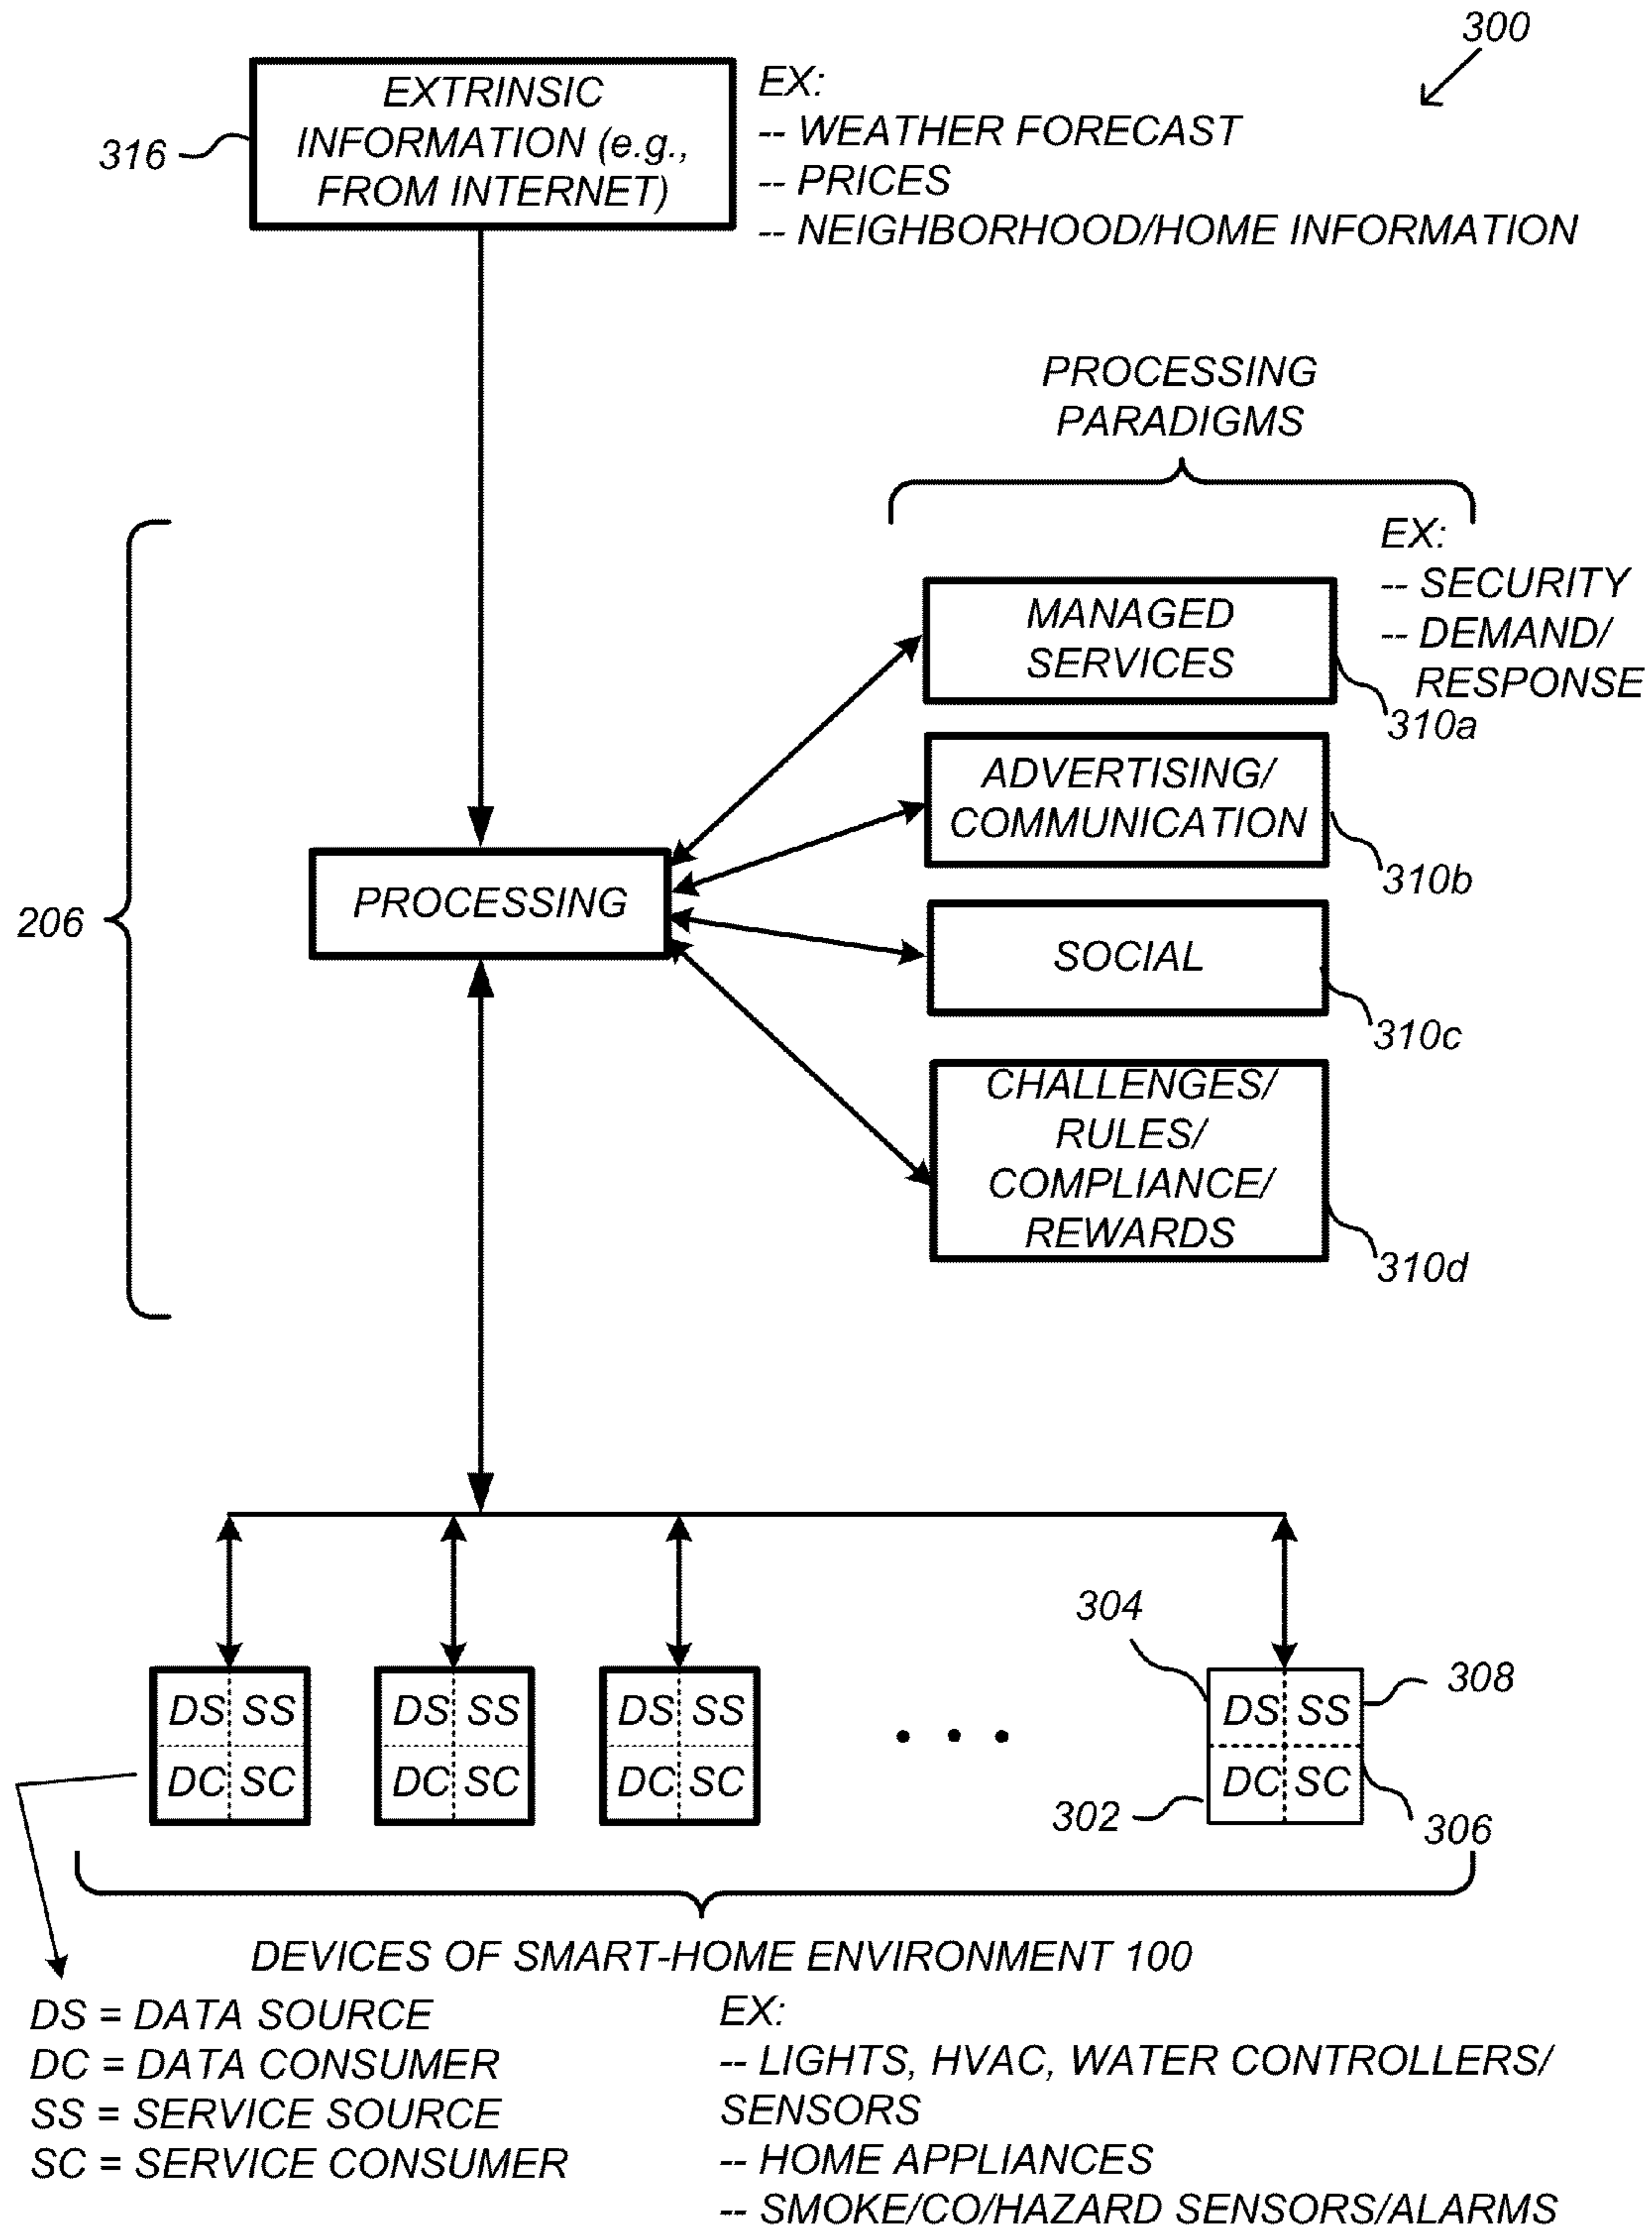 300
EXTRINSIC
INFORMATION (e.g.,
FROM INTERNET)
316
EX:
-- WEATHER FORECAST
-- PRICES
-- NEIGHBORHOOD/HOME INFORMATION
PROCESSING
PARADIGMS
EX:
-- SECURITY
-- DEMAND/
RESPONSE
MANAGED
SERVICES
310a
ADVERTISING/
COMMUNICATION
310b
206
PROCESSING
SOCIAL
310c
CHALLENGES/
RULES/
COMPLIANCE/
REWARDS
310d
304
308
DS SS
DC SC
DS SS
DC SC
DS SS
DC SC
. . .
DS SS
DC SC
302
306
DEVICES OF SMART-HOME ENVIRONMENT 100
DS = DATA SOURCE
DC = DATA CONSUMER
SS = SERVICE SOURCE
SC = SERVICE CONSUMER
EX:
-- LIGHTS, HVAC, WATER CONTROLLERS/
SENSORS
-- HOME APPLIANCES
-- SMOKE/CO/HAZARD SENSORS/ALARMS